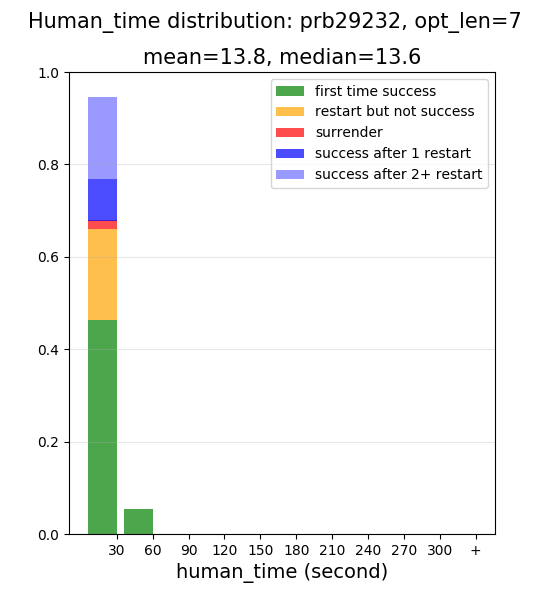 Human_time distribution: prb29232, opt_len=7
mean=13.8, median=13.6
1.0
0.8
0.6
0.4
0.2
0.0
first time success
restart but not success
surrender
success after 1 restart
success after 2+ restart
30 60 90 120 150 180 210 240 270 300 +
human_time (second)